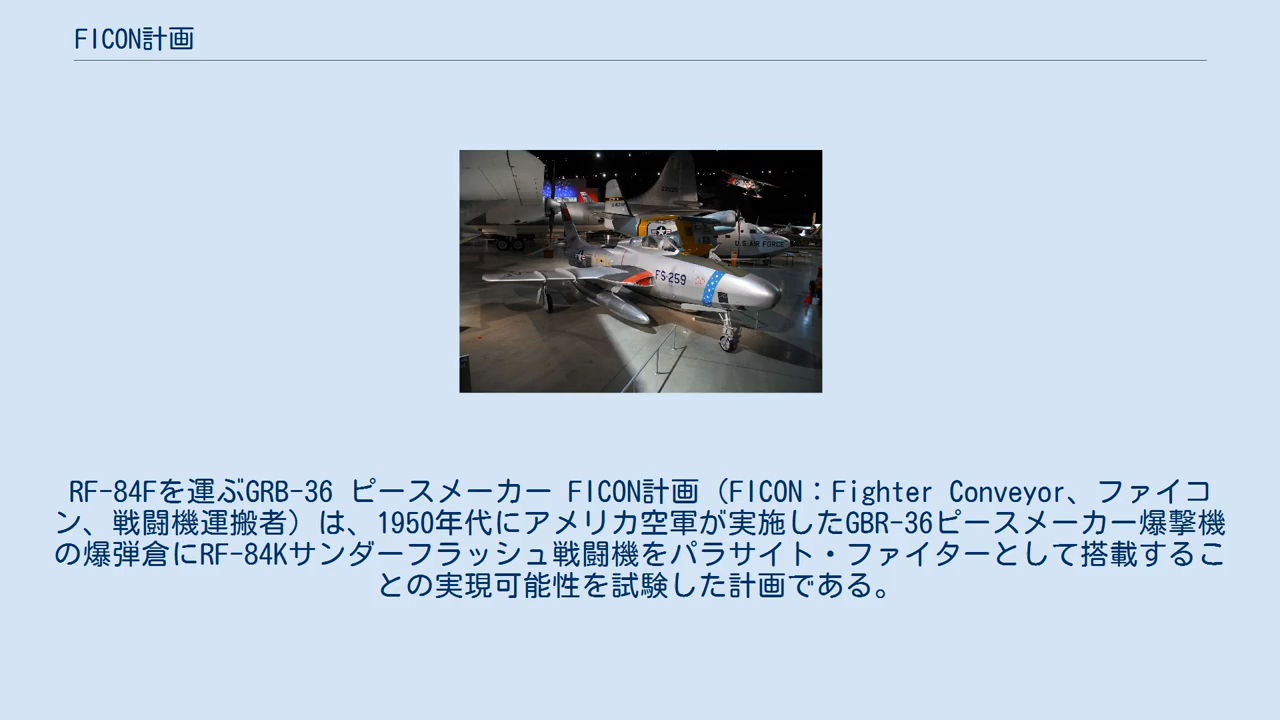 FICON計画
FS-259
U.S. AIR FORCE
RF-84Fを運ぶGRB-36 ピースメーカー FICON計画（FICON：Fighter Conveyor、ファイコ
ン、戦闘機運搬者）は、1950年代にアメリカ空軍が実施したGBR-36ピースメーカー爆撃機
の爆弾倉にRF-84Kサンダーフラッシュ戦闘機をパラサイト・ファイターとして搭載するこ
との実現可能性を試験した計画である。